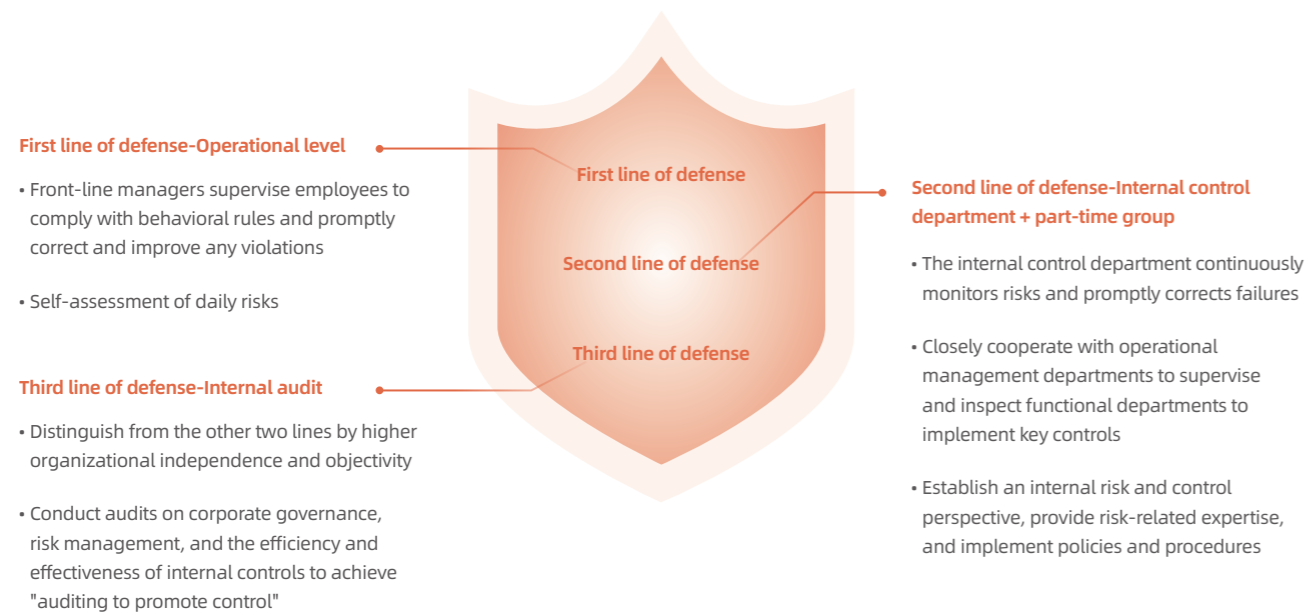 First line of defense-Operational level
• Front-line managers supervise employees to
comply with behavioral rules and promptly
correct and improve any violations
• Self-assessment of daily risks
Third line of defense-Internal audit
• Distinguish from the other two lines by higher
organizational independence and objectivity
• Conduct audits on corporate governance,
risk management, and the efficiency and
effectiveness of internal controls to achieve
"auditing to promote control"
First line of defense
Second line of defense
Third line of defense
Second line of defense-Internal control
department + part-time group
• The internal control department continuously
monitors risks and promptly corrects failures
• Closely cooperate with operational
management departments to supervise
and inspect functional departments to
implement key controls
• Establish an internal risk and control
perspective, provide risk-related expertise,
and implement policies and procedures